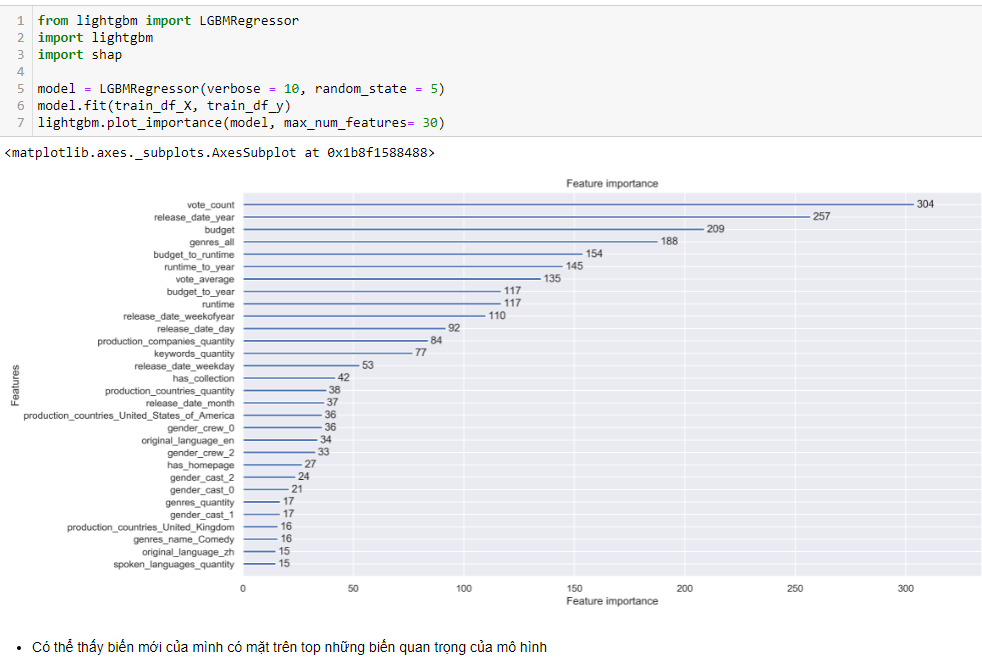 1 from lightgbm import LGBMRegressor
2 import lightgbm
3 import shap
4
5 model = LGBMRegressor(verbose = 10, random_state = 5)
6 model.fit(train_df_X, train_df_y)
7 lightgbm.plot_importance(model, max_num_features= 30)
<matplotlib.axes._subplots.AxesSubplot at 0x1b8f1588488>
Feature importance
Features
vote_count 304
release_date_year 257
budget 209
genres_all 188
budget_to_runtime 154
runtime_to_year 145
vote_average 135
budget_to_year 117
runtime 117
release_date_weekofyear 110
release_date_day 92
production_companies_quantity 84
keywords_quantity 77
release_date_weekday 53
has_collection 42
production_countries_quantity 38
release_date_month 37
production_countries_United_States_of_America 36
gender_crew_0 36
original_language_en 34
gender_crew_2 33
has_homepage 27
gender_cast_2 24
gender_cast_0 21
genres_quantity 17
gender_cast_1 17
production_countries_United_Kingdom 16
genres_name_Comedy 16
original_language_zh 15
spoken_languages_quantity 15
0 50 100 150 200 250 300
Feature importance
• Có thể thấy biến mới của mình có mặt trên top những biến quan trọng của mô hình